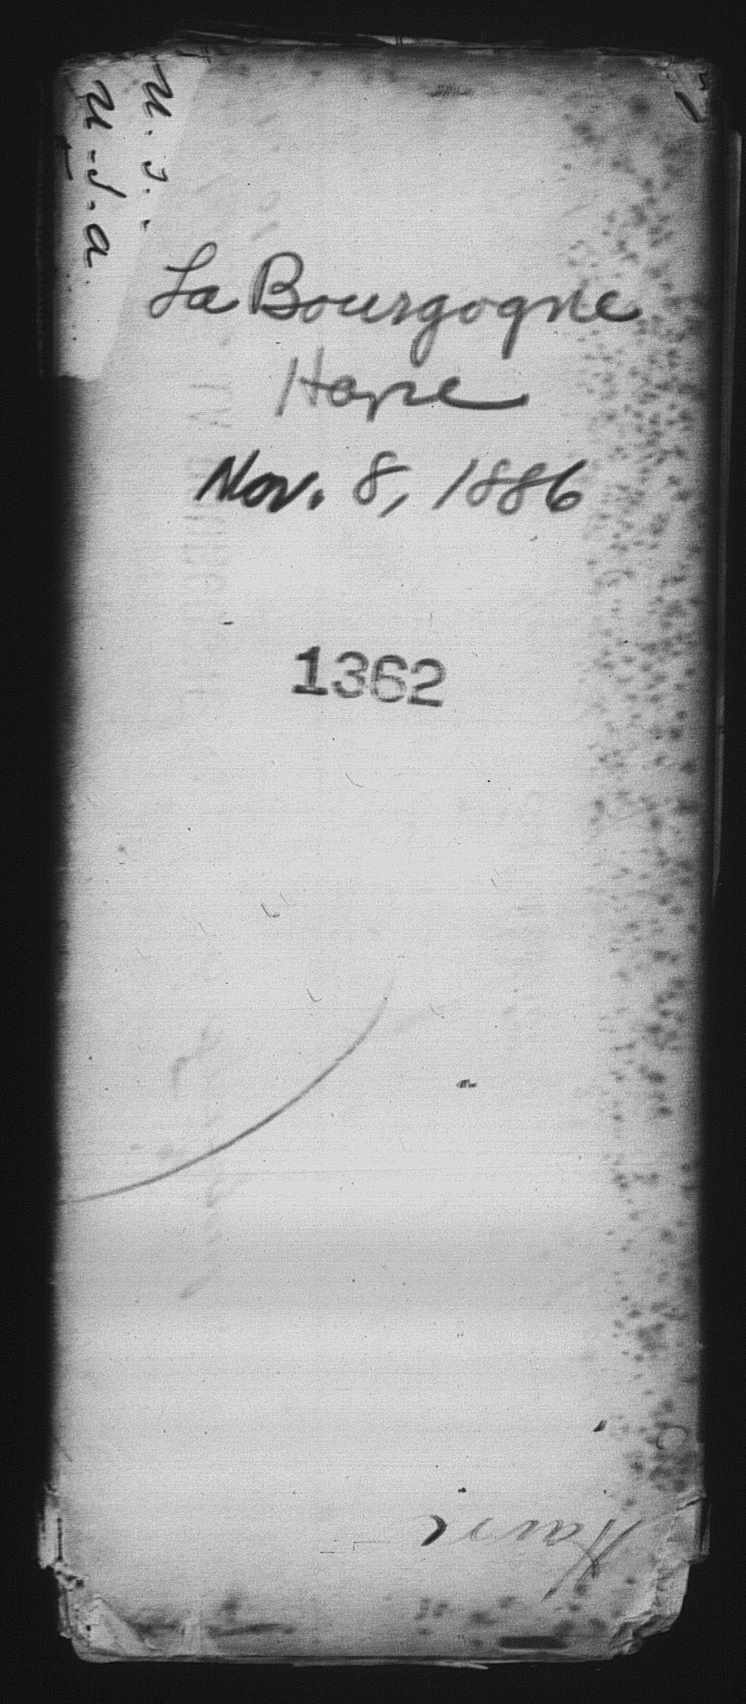 La Bourgogne
Havre
Nov. 8, 1886
1362
Havre